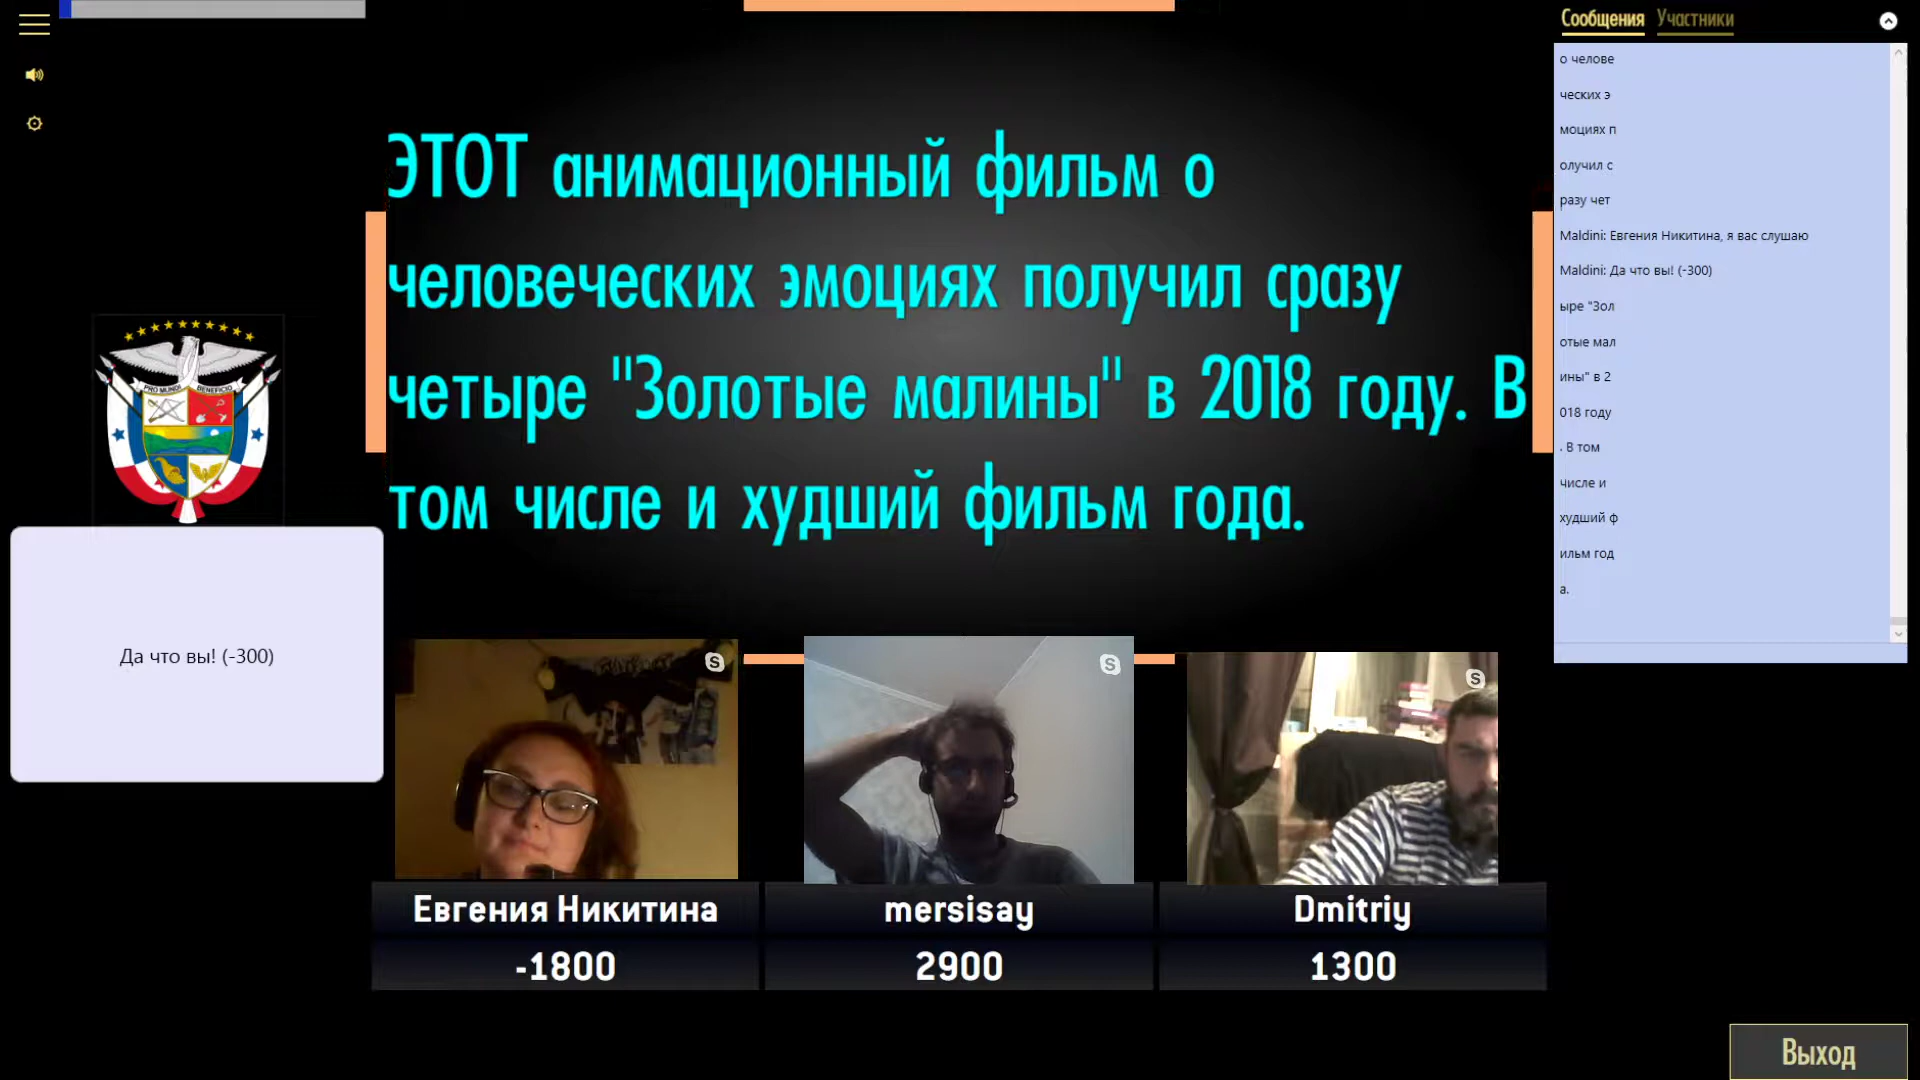 Сообщения Участники
ЭТОТ анимационный фильм о
человеческих эмоциях получил сразу
четыре "Золотые малины" в 2018 году. В
том числе и худший фильм года.
о челове
ческих э
моциях п
олучил с
разу чет
Maldini: Евгения Никитина, я вас слушаю
Maldini: Да что вы! (-300)
ыре "Зол
отые мал
ины" в 2
018 году
. В том
числе и
худший ф
ильм год
а.
PRO MUNDI BENEFICIO
Да что вы! (-300)
S
S
S
Евгения Никитина
-1800
mersisay
2900
Dmitriy
1300
Выход